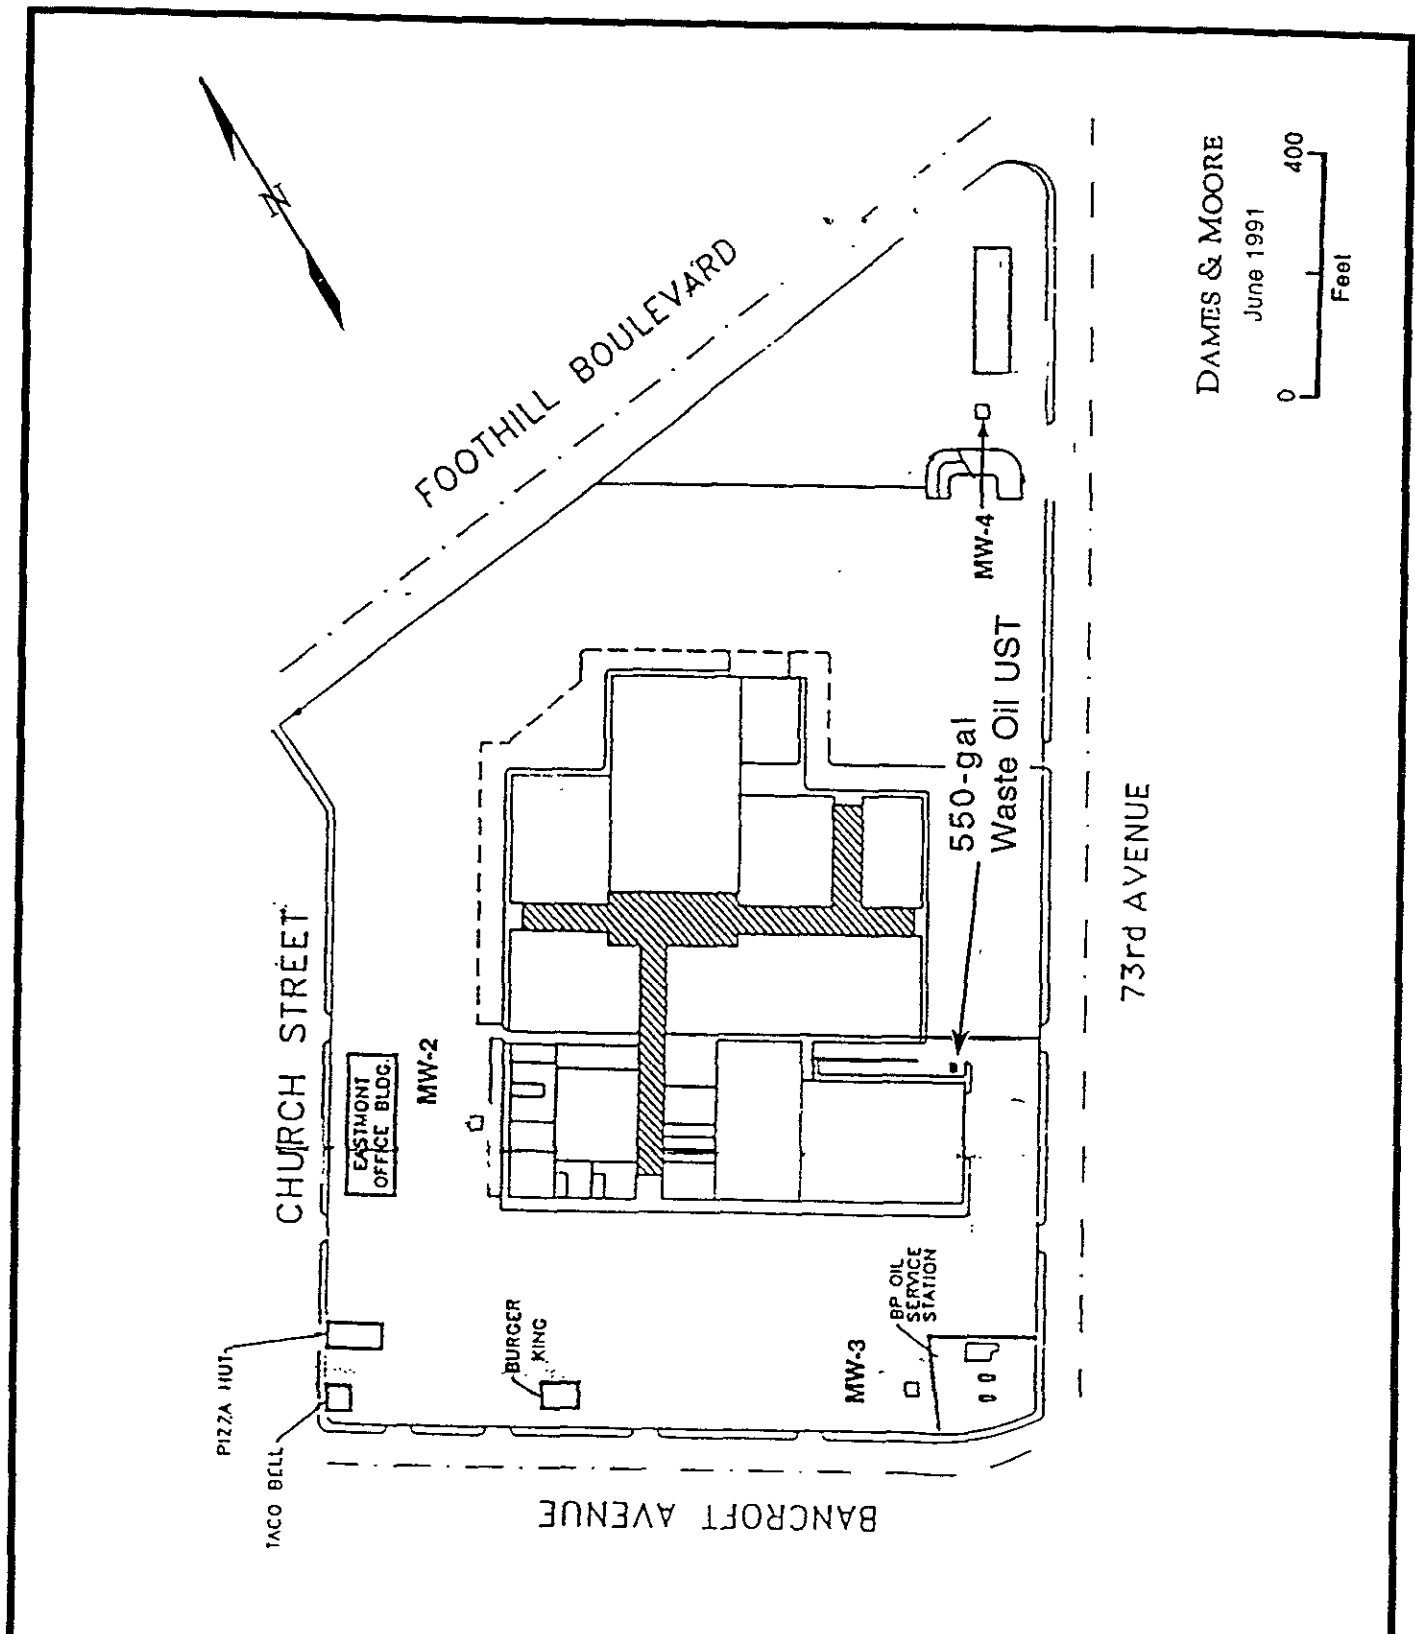 N
FOOTHILL BOULEVARD
DAMES & MOORE
June 1991
0 400
Feet
MW-4
550-gal
Waste Oil UST
73rd AVENUE
CHURCH STREET
EASTMONT
OFFICE BLDG.
MW-2
PIZZA HUT
TACO BELL
BURGER
KING
MW-3
BP OIL
SERVICE
STATION
BANCROFT AVENUE